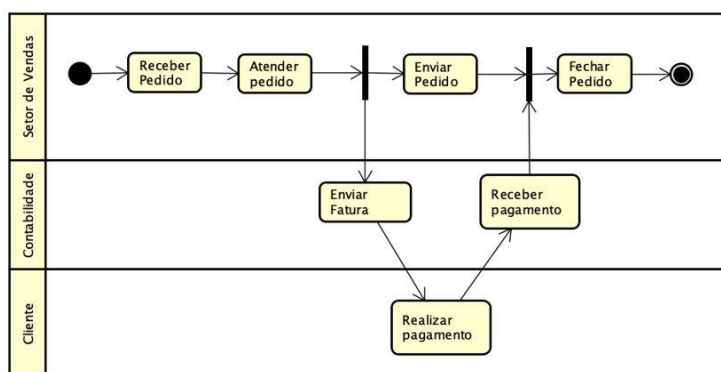 Setor de Vendas
Receber
Pedido
Atender
pedido
Enviar
Pedido
Fechar
Pedido
Contabilidade
Enviar
Fatura
Receber
pagamento
Cliente
Realizar
pagamento